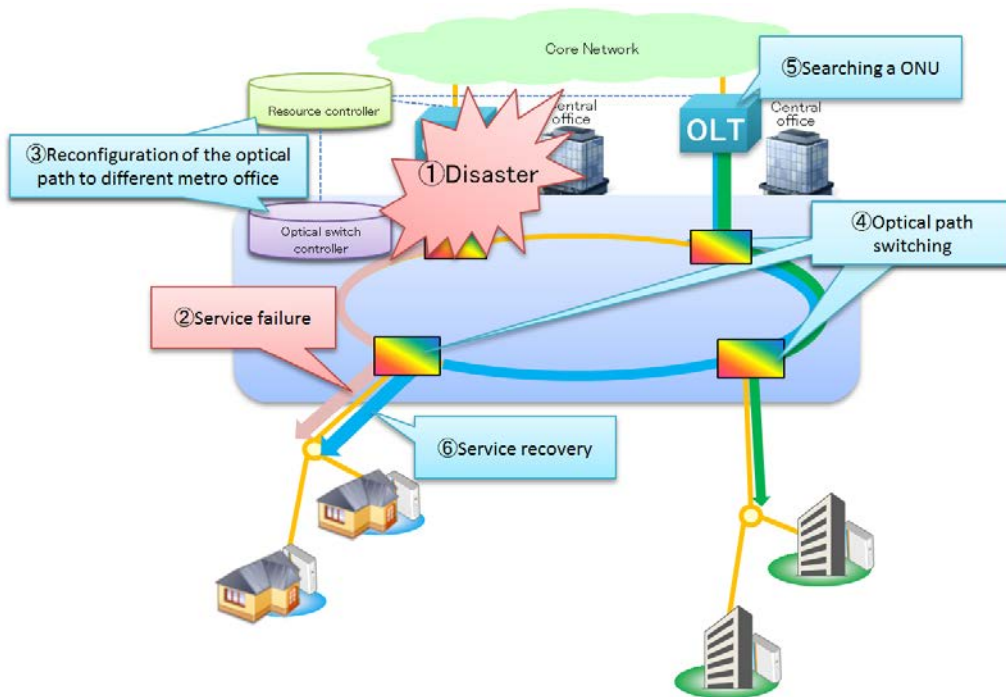 Core Network
⑤Searching a ONU
Resource controller
Central
office
OLT
Central
office
③Reconfiguration of the optical
path to different metro office
①Disaster
Optical switch
controller
④Optical path
switching
②Service failure
⑥Service recovery